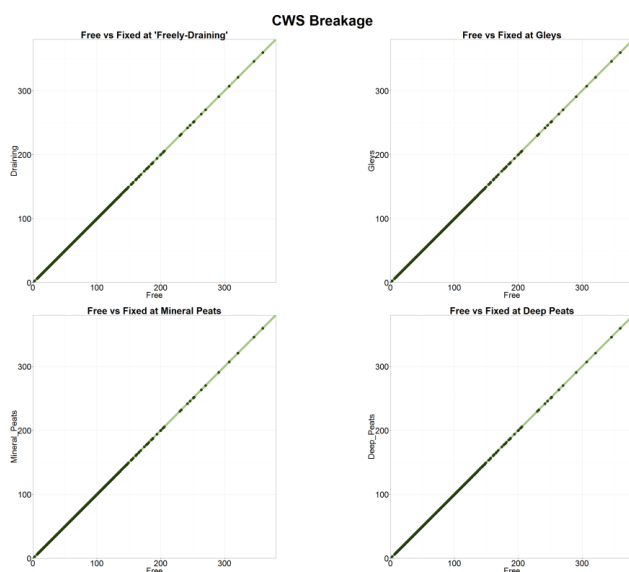 CWS Breakage
Free vs Fixed at 'Freely-Draining'
Free vs Fixed at Gleys
300
200
100
0
Draining
0
100
200
300
Free
300
200
100
0
Gleys
0
100
200
300
Free
Free vs Fixed at Mineral Peats
Free vs Fixed at Deep Peats
300
200
100
0
Mineral_Peats
0
100
200
300
Free
300
200
100
0
Deep_Peats
0
100
200
300
Free